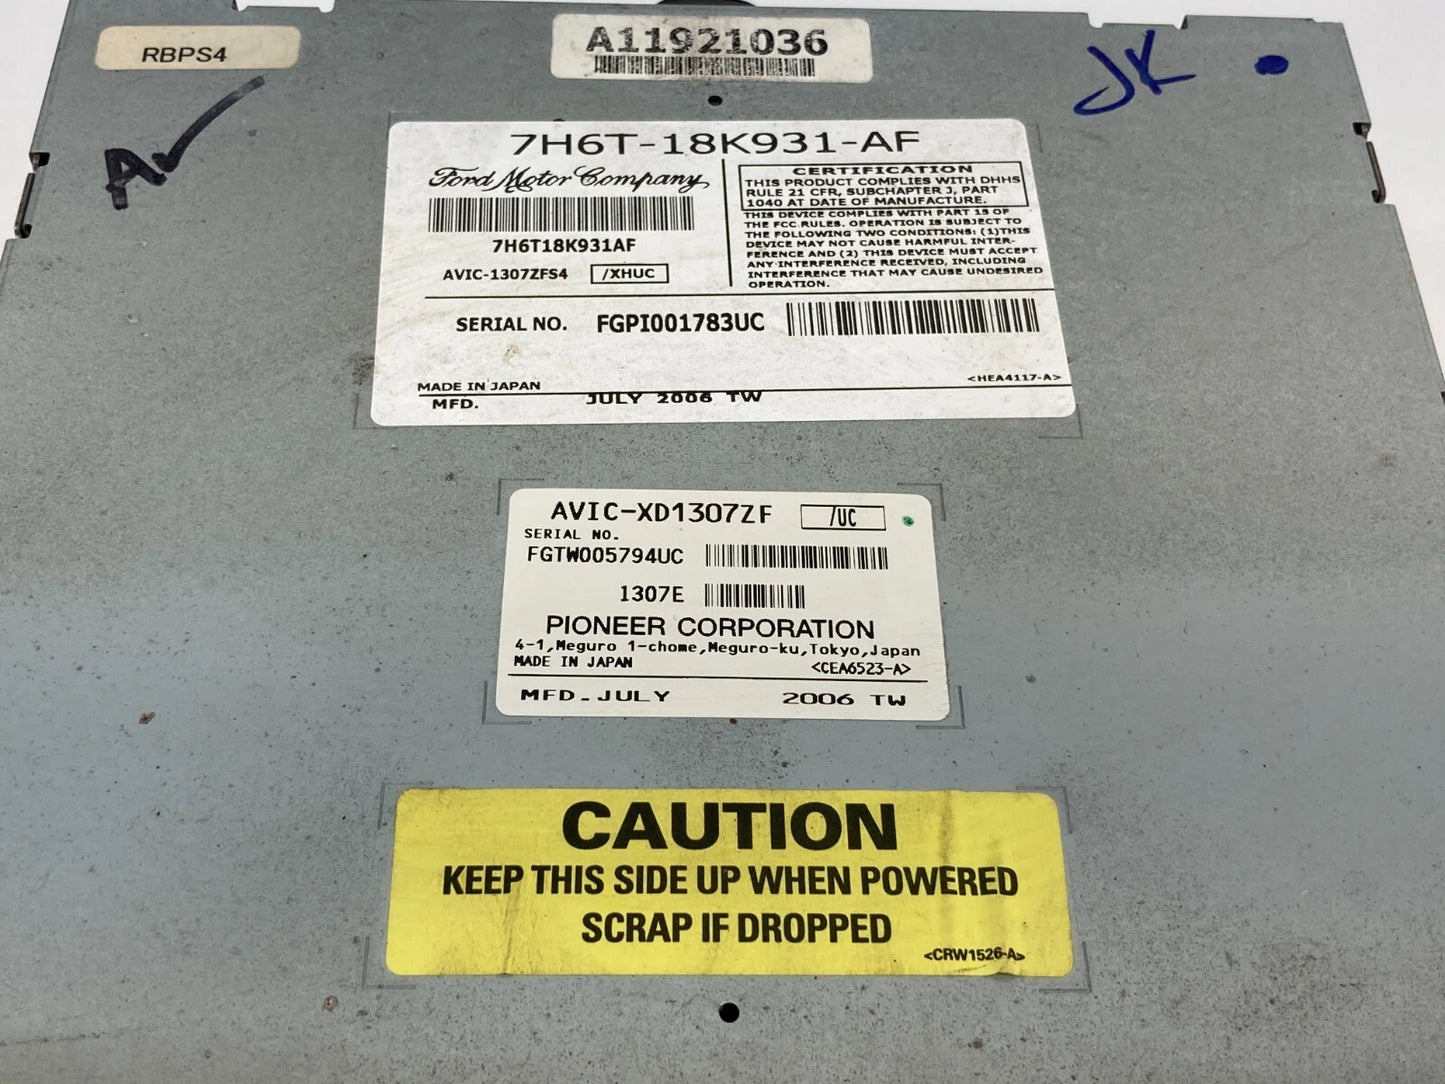 RBPS4
A11921036
JK
A✓
7H6T-18K931-AF
Ford Motor Company
7H6T18K931AF
AVIC-1307ZFS4 /XHUC
CERTIFICATION
THIS PRODUCT COMPLIES WITH DHHS
RULE 21 CFR, SUBCHAPTER J, PART
1040 AT DATE OF MANUFACTURE.
THIS DEVICE COMPLIES WITH PART 15 OF
THE FCC RULES. OPERATION IS SUBJECT TO
THE FOLLOWING TWO CONDITIONS: (1)THIS
DEVICE MAY NOT CAUSE HARMFUL INTER-
FERENCE AND (2) THIS DEVICE MUST ACCEPT
ANY INTERFERENCE RECEIVED, INCLUDING
INTERFERENCE THAT MAY CAUSE UNDESIRED
OPERATION.
SERIAL NO. FGPI001783UC
MADE IN JAPAN <HEA4117-A>
MFD. JULY 2006 TW
AVIC-XD1307ZF /UC
SERIAL NO.
FGTW005794UC
1307E
PIONEER CORPORATION
4-1,Meguro 1-chome,Meguro-ku,Tokyo,Japan
MADE IN JAPAN <CEA6523-A>
MFD.JULY 2006 TW
CAUTION
KEEP THIS SIDE UP WHEN POWERED
SCRAP IF DROPPED
<CRW1526-A>